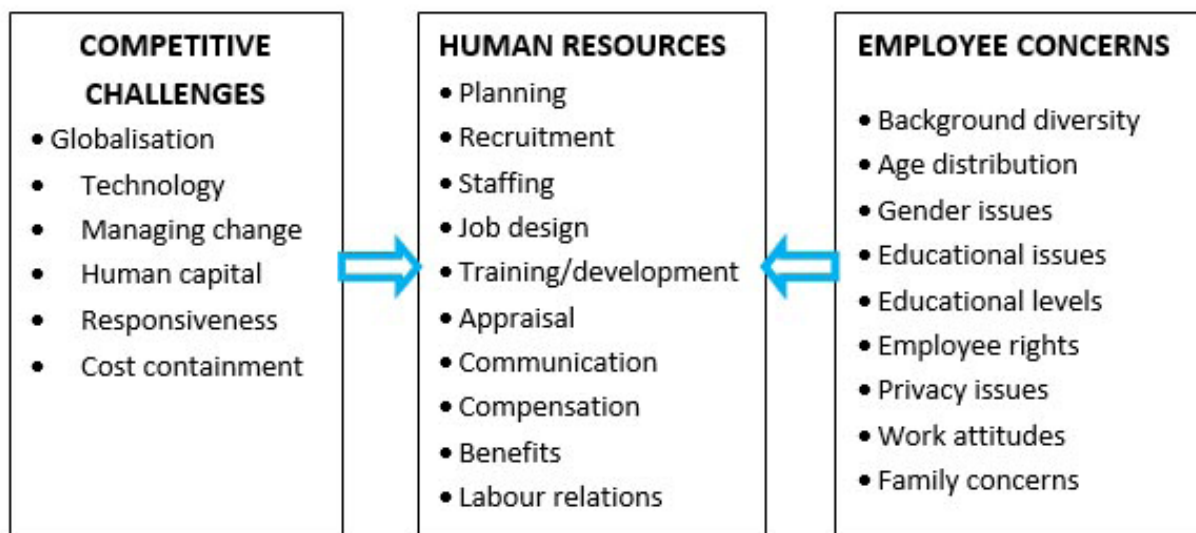 COMPETITIVE
CHALLENGES
• Globalisation
• Technology
• Managing change
• Human capital
• Responsiveness
• Cost containment
HUMAN RESOURCES
• Planning
• Recruitment
• Staffing
• Job design
• Training/development
• Appraisal
• Communication
• Compensation
• Benefits
• Labour relations
EMPLOYEE CONCERNS
• Background diversity
• Age distribution
• Gender issues
• Educational issues
• Educational levels
• Employee rights
• Privacy issues
• Work attitudes
• Family concerns